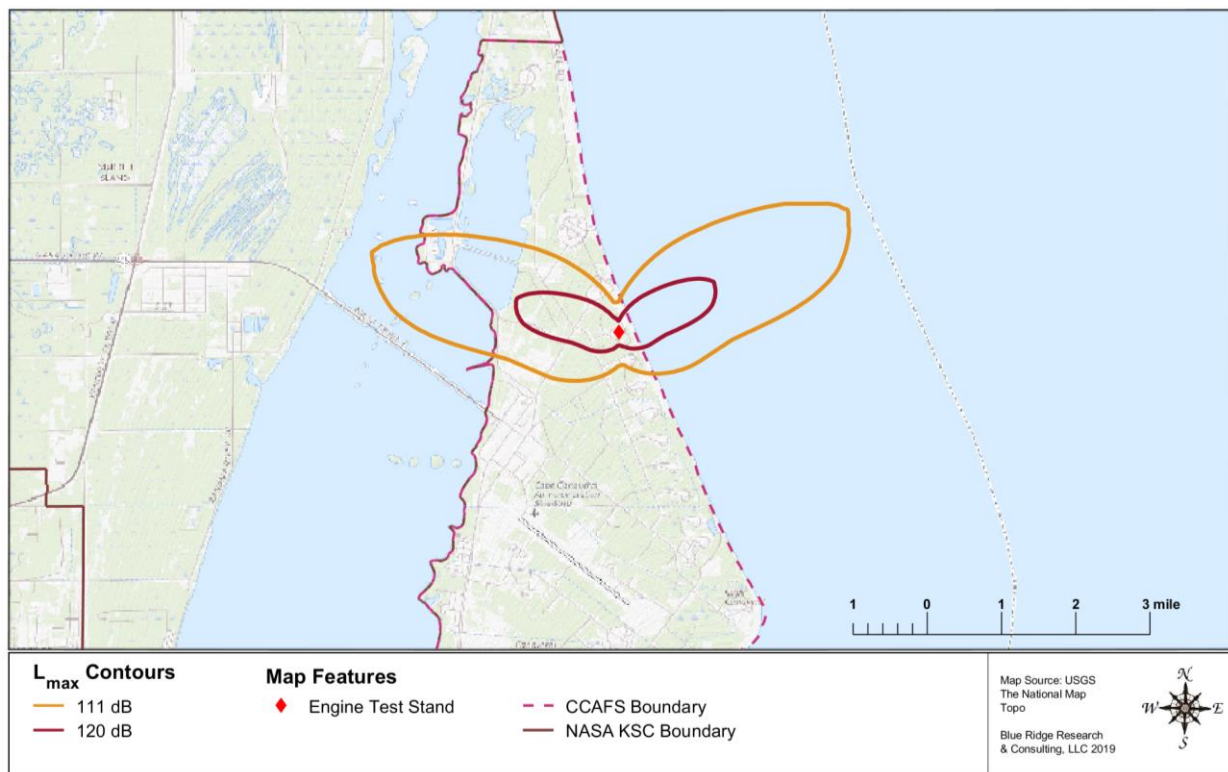 1 0 1 2 3 mile
L_max Contours
111 dB
120 dB
Map Features
Engine Test Stand
CCAFS Boundary
NASA KSC Boundary
Map Source: USGS
The National Map
Topo
Blue Ridge Research
& Consulting, LLC 2019
N
W E
S